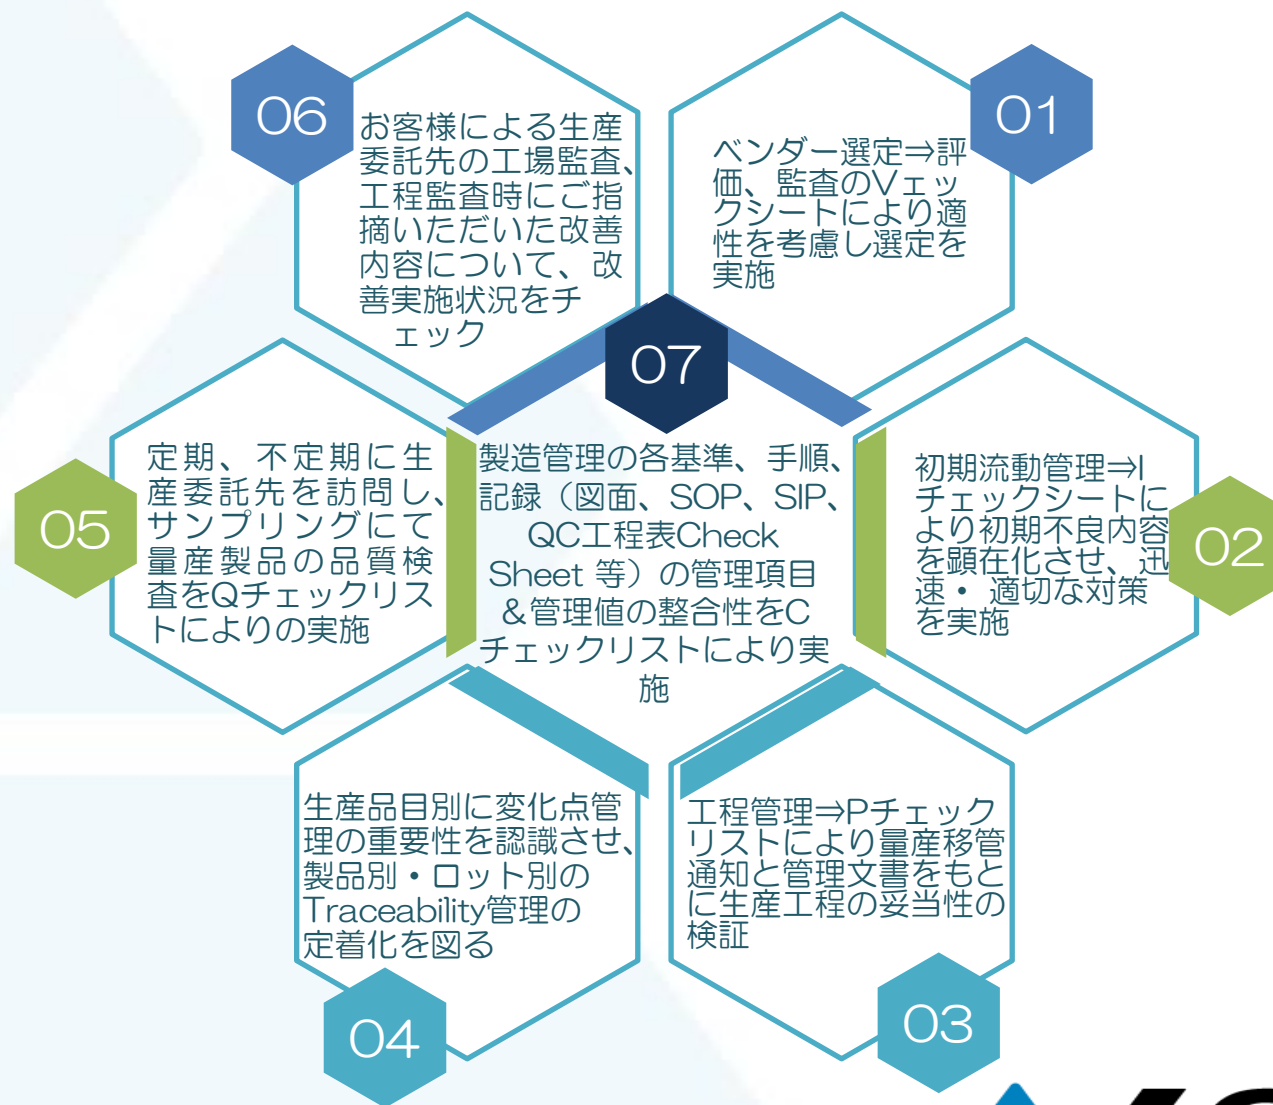 01
ベンダー選定⇒評
価、監査のVェッ
クシートにより適
性を考慮し選定を
実施
02
初期流動管理⇒I
チェックシートに
より初期不良内容
を顕在化させ、迅
速・ 適切な対策
を実施
03
工程管理⇒Pチェック
リストにより量産移管
通知と管理文書をもと
に生産工程の妥当性の
検証
04
生産品目別に変化点管
理の重要性を認識させ、
製品別・ロット別の
Traceability管理の
定着化を図る
05
定期、不定期に生
産委託先を訪問し、
サンプリングにて
量産製品の品質検
査をQチェックリス
トによりの実施
06
お客様による生産
委託先の工場監査、
工程監査時にご指
摘いただいた改善
内容について、改
善実施状況をチ
ェック
07
製造管理の各基準、手順、
記録（図面、SOP、SIP、
QC工程表Check
Sheet 等）の管理項目
＆管理値の整合性をC
チェックリストにより実
施